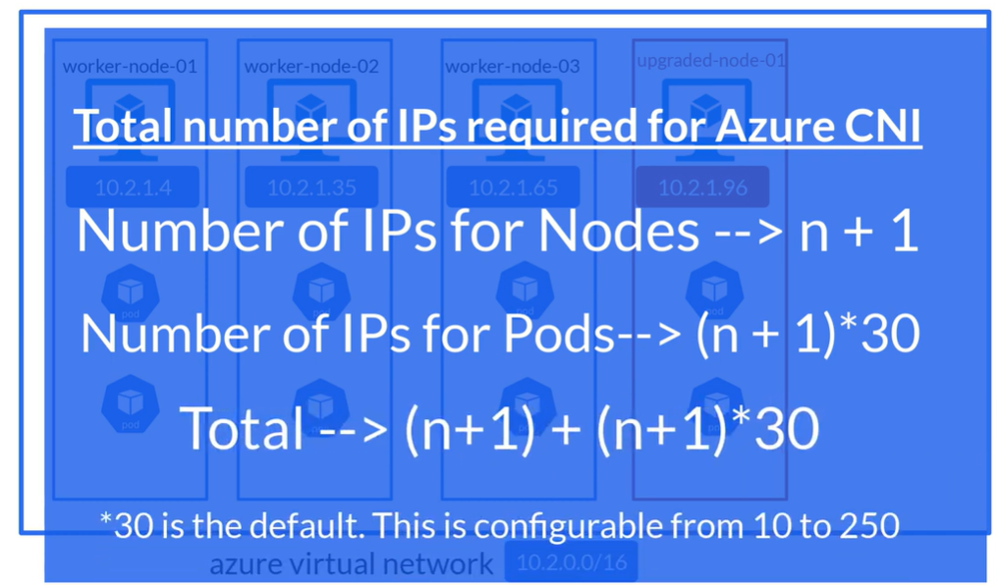 worker-node-01 worker-node-02 worker-node-03 upgraded-node-01
Total number of IPs required for Azure CNI
10.2.1.4 10.2.1.35 10.2.1.65 10.2.1.96
Number of IPs for Nodes --> n + 1
pod pod
Number of IPs for Pods--> (n + 1)*30
Total --> (n+1) + (n+1)*30
pod
*30 is the default. This is configurable from 10 to 250
azure virtual network 10.2.0.0/16